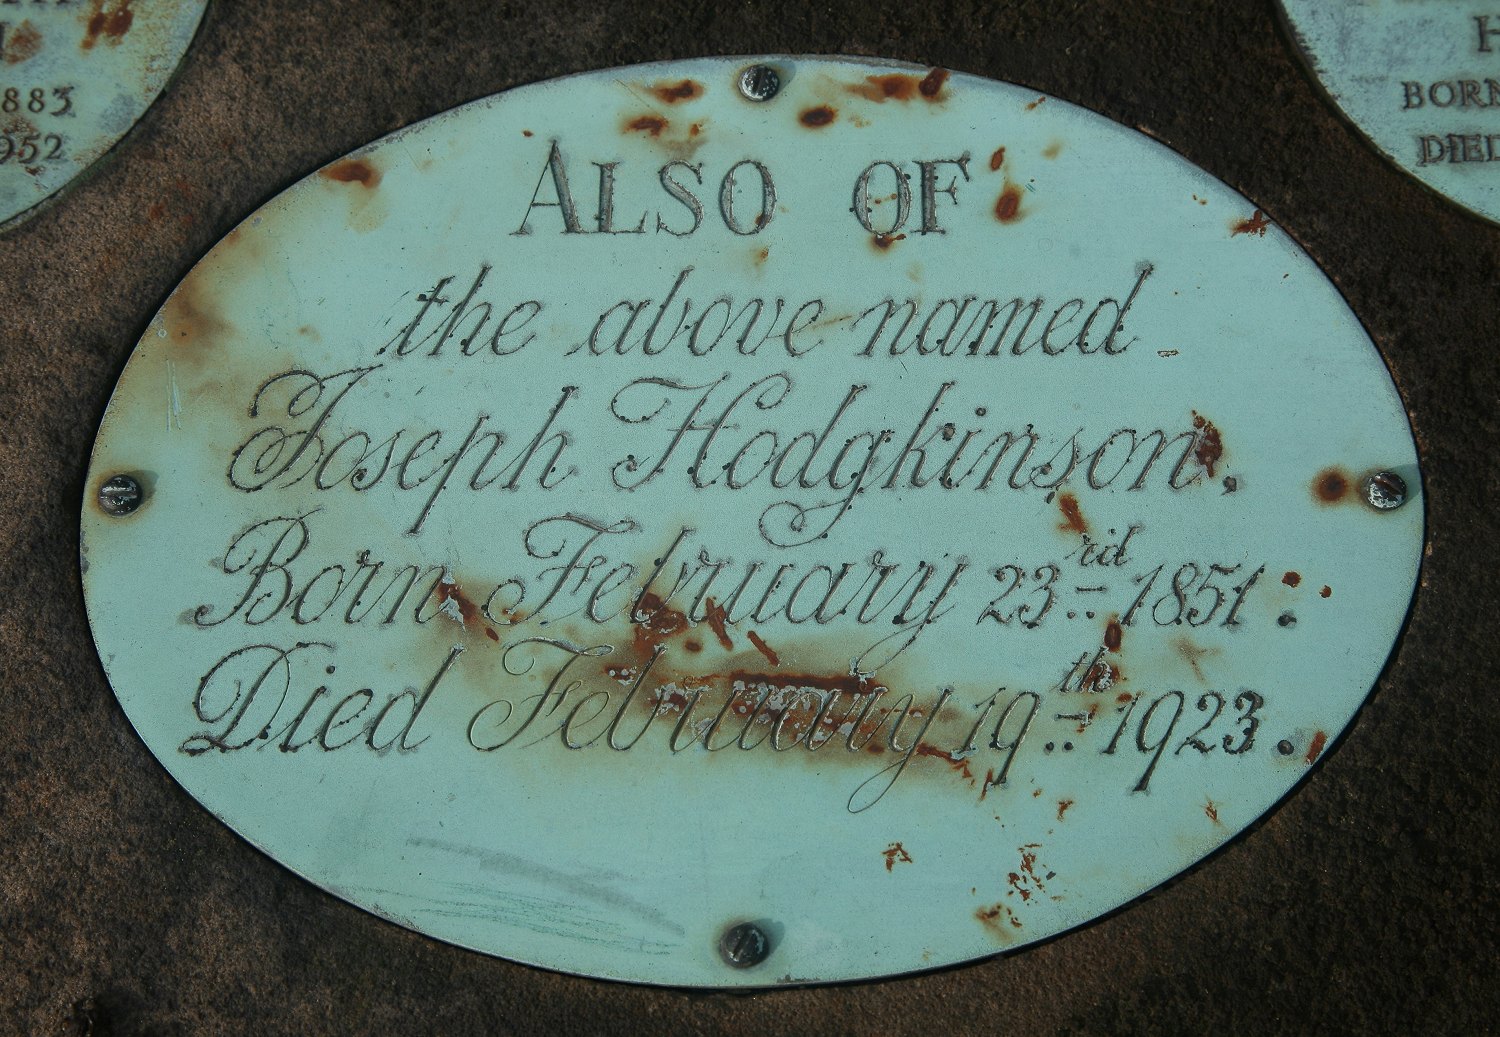 883
952
H
BORN
DIED
ALSO OF
the above named
Joseph Hodgkinson,
Born February 23rd 1851.
Died February 19th 1923.